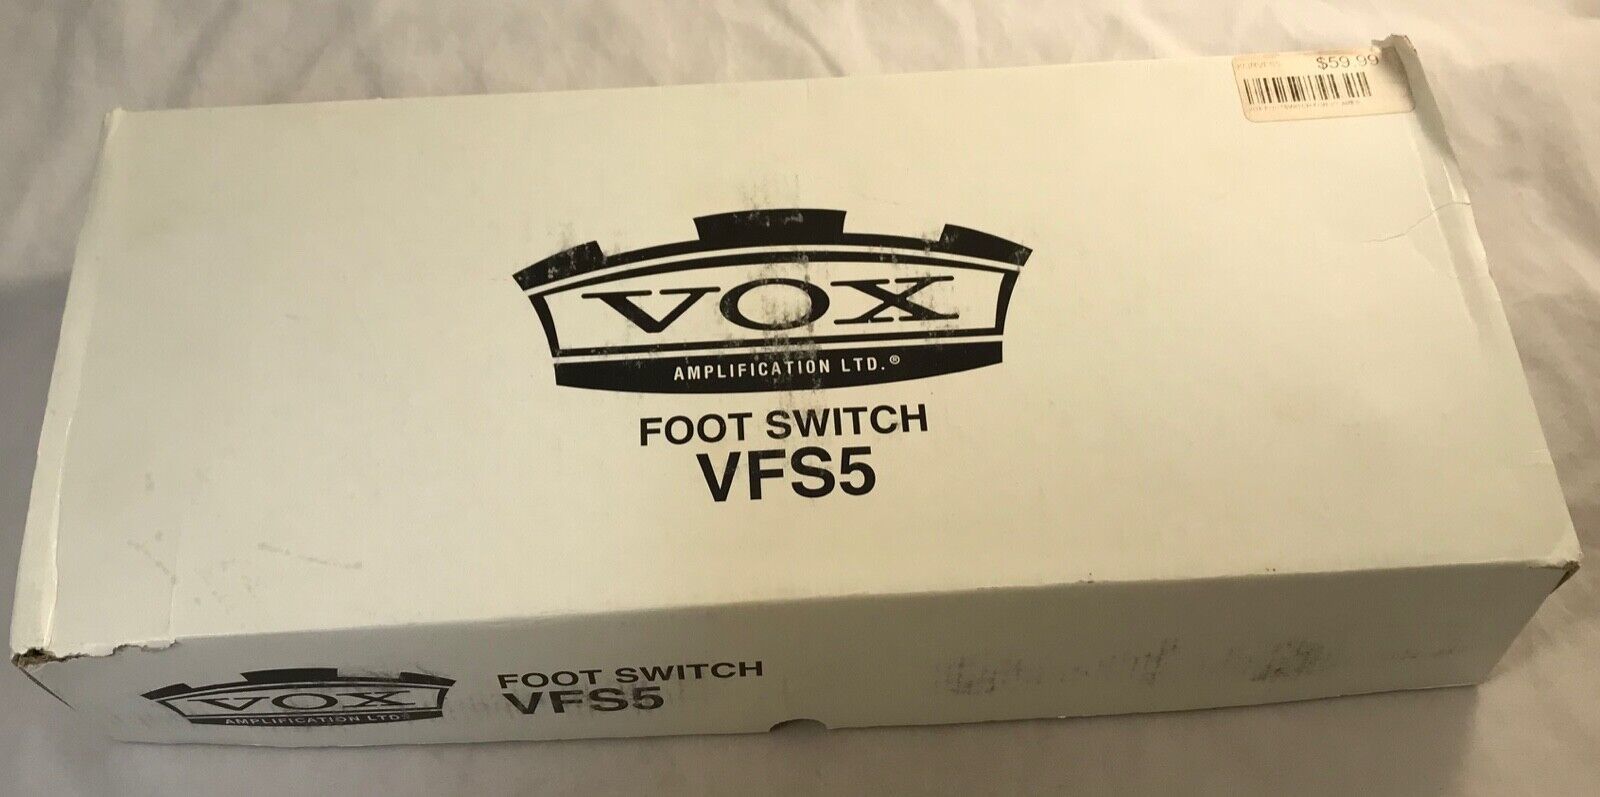 $59.99
VOX
AMPLIFICATION LTD.®
FOOT SWITCH
VFS5
VOX
AMPLIFICATION LTD.
FOOT SWITCH
VFS5